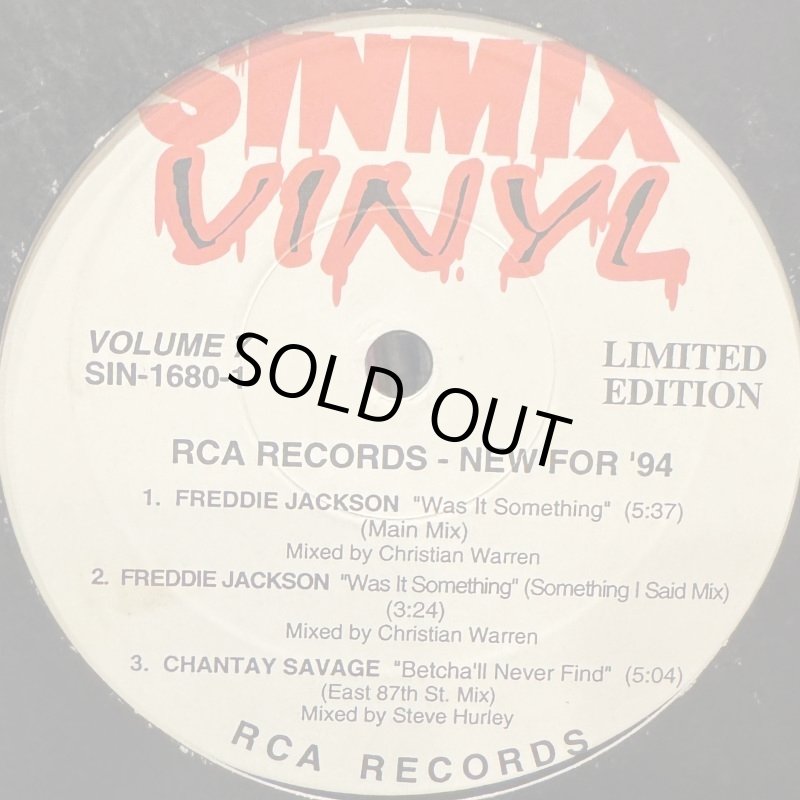 SINMIX
VINYL
VOLUME
SIN-1680-1
LIMITED
EDITION
SOLD OUT
RCA RECORDS - NEW FOR '94
1. FREDDIE JACKSON "Was It Something" (5:37)
(Main Mix)
Mixed by Christian Warren
2. FREDDIE JACKSON "Was It Something" (Something I Said Mix)
(3:24)
Mixed by Christian Warren
3. CHANTAY SAVAGE "Betcha'll Never Find" (5:04)
(East 87th St. Mix)
Mixed by Steve Hurley
RCA RECORDS